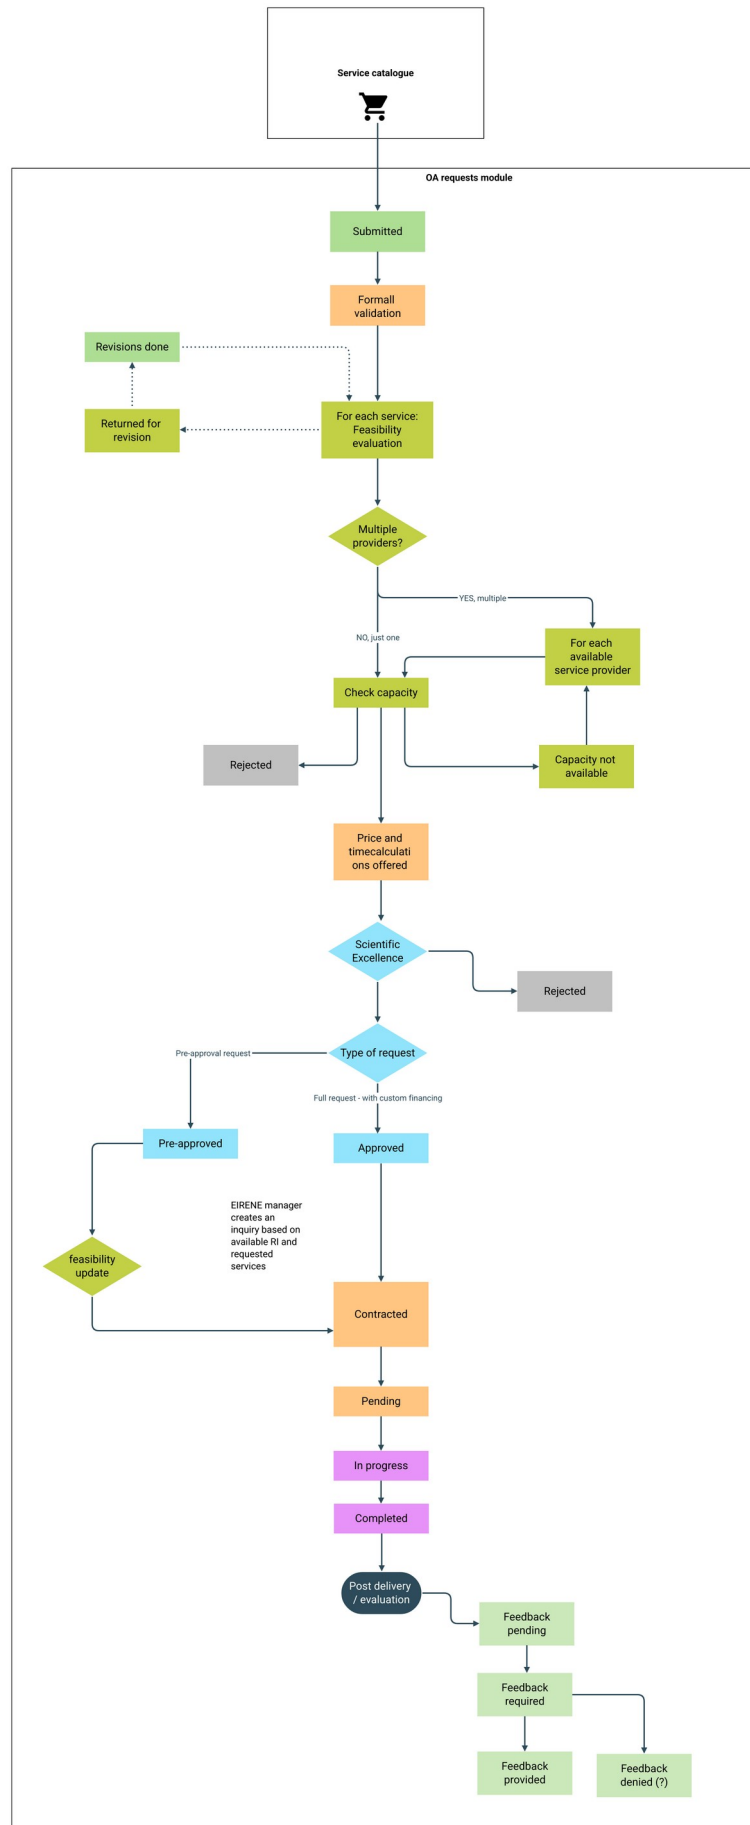 Service catalogue
OA requests module
Submitted
Formall
validation
Revisions done
Returned for
revision
For each service:
Feasibility
evaluation
Multiple
providers?
YES, multiple
NO, just one
For each
available
service provider
Check capacity
Rejected
Capacity not
available
Price and
timecalculati
ons offered
Scientific
Excellence
Rejected
Type of request
Pre-approval request
Full request - with custom financing
Pre-approved
Approved
EIRENE manager
creates an
inquiry based on
available RI and
requested
services
feasibility
update
Contracted
Pending
In progress
Completed
Post delivery
/ evaluation
Feedback
pending
Feedback
required
Feedback
provided
Feedback
denied (?)